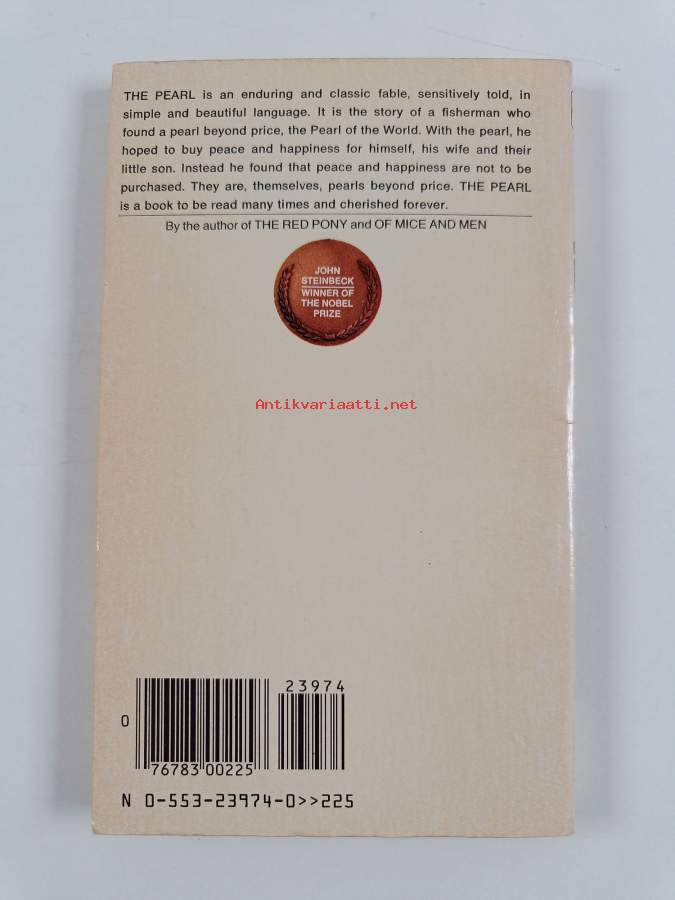 THE PEARL is an enduring and classic fable, sensitively told, in
simple and beautiful language. It is the story of a fisherman who
found a pearl beyond price, the Pearl of the World. With the pearl, he
hoped to buy peace and happiness for himself, his wife and their
little son. Instead he found that peace and happiness are not to be
purchased. They are, themselves, pearls beyond price. THE PEARL
is a book to be read many times and cherished forever.
By the author of THE RED PONY and OF MICE AND MEN
JOHN
STEINBECK
WINNER OF
THE NOBEL
PRIZE
Antikvariaatti.net
23974
0
76783 00225
N 0-553-23974-0>>225